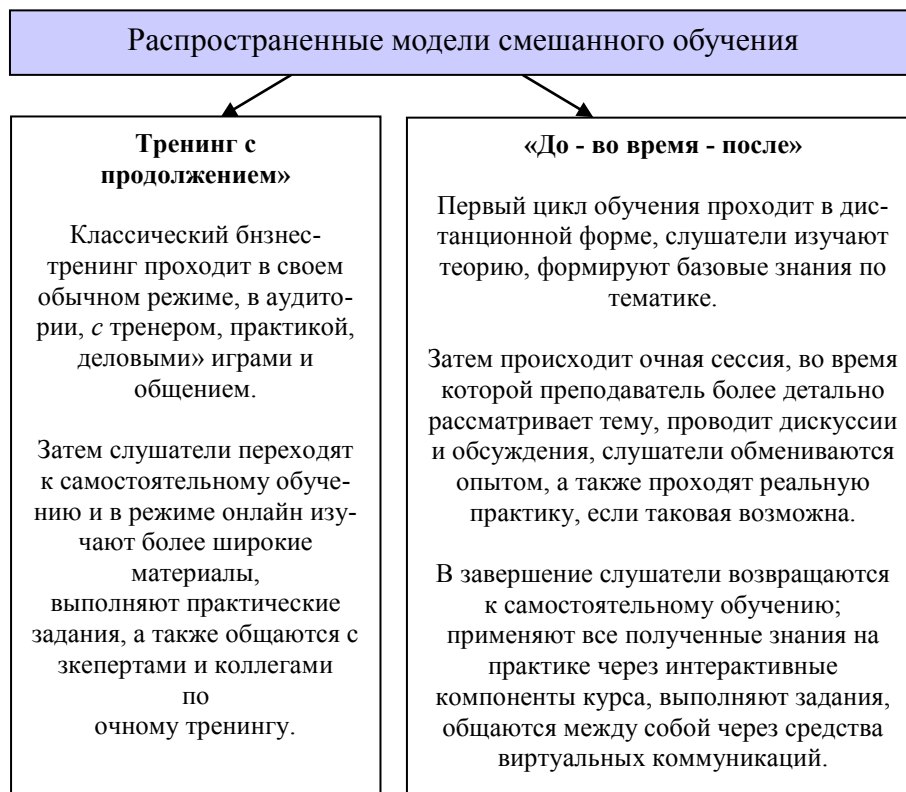 Распространенные модели смешанного обучения
Тренинг с
продолжением»
Классический бнзнес-
тренинг проходит в своем
обычном режиме, в аудито-
рии, с тренером, практикой,
деловыми» играми и
общением.
Затем слушатели переходят
к самостоятельному обуче-
нию и в режиме онлайн изу-
чают более широкие
материалы,
выполняют практические
задания, а также общаются с
зкепертами и коллегами
по
очному тренингу.
«До - во время - после»
Первый цикл обучения проходит в дис-
танционной форме, слушатели изучают
теорию, формируют базовые знания по
тематике.
Затем происходит очная сессия, во время
которой преподаватель более детально
рассматривает тему, проводит дискуссии
и обсуждения, слушатели обмениваются
опытом, а также проходят реальную
практику, если таковая возможна.
В завершение слушатели возвращаются
к самостоятельному обучению;
применяют все полученные знания на
практике через интерактивные
компоненты курса, выполняют задания,
общаются между собой через средства
виртуальных коммуникаций.